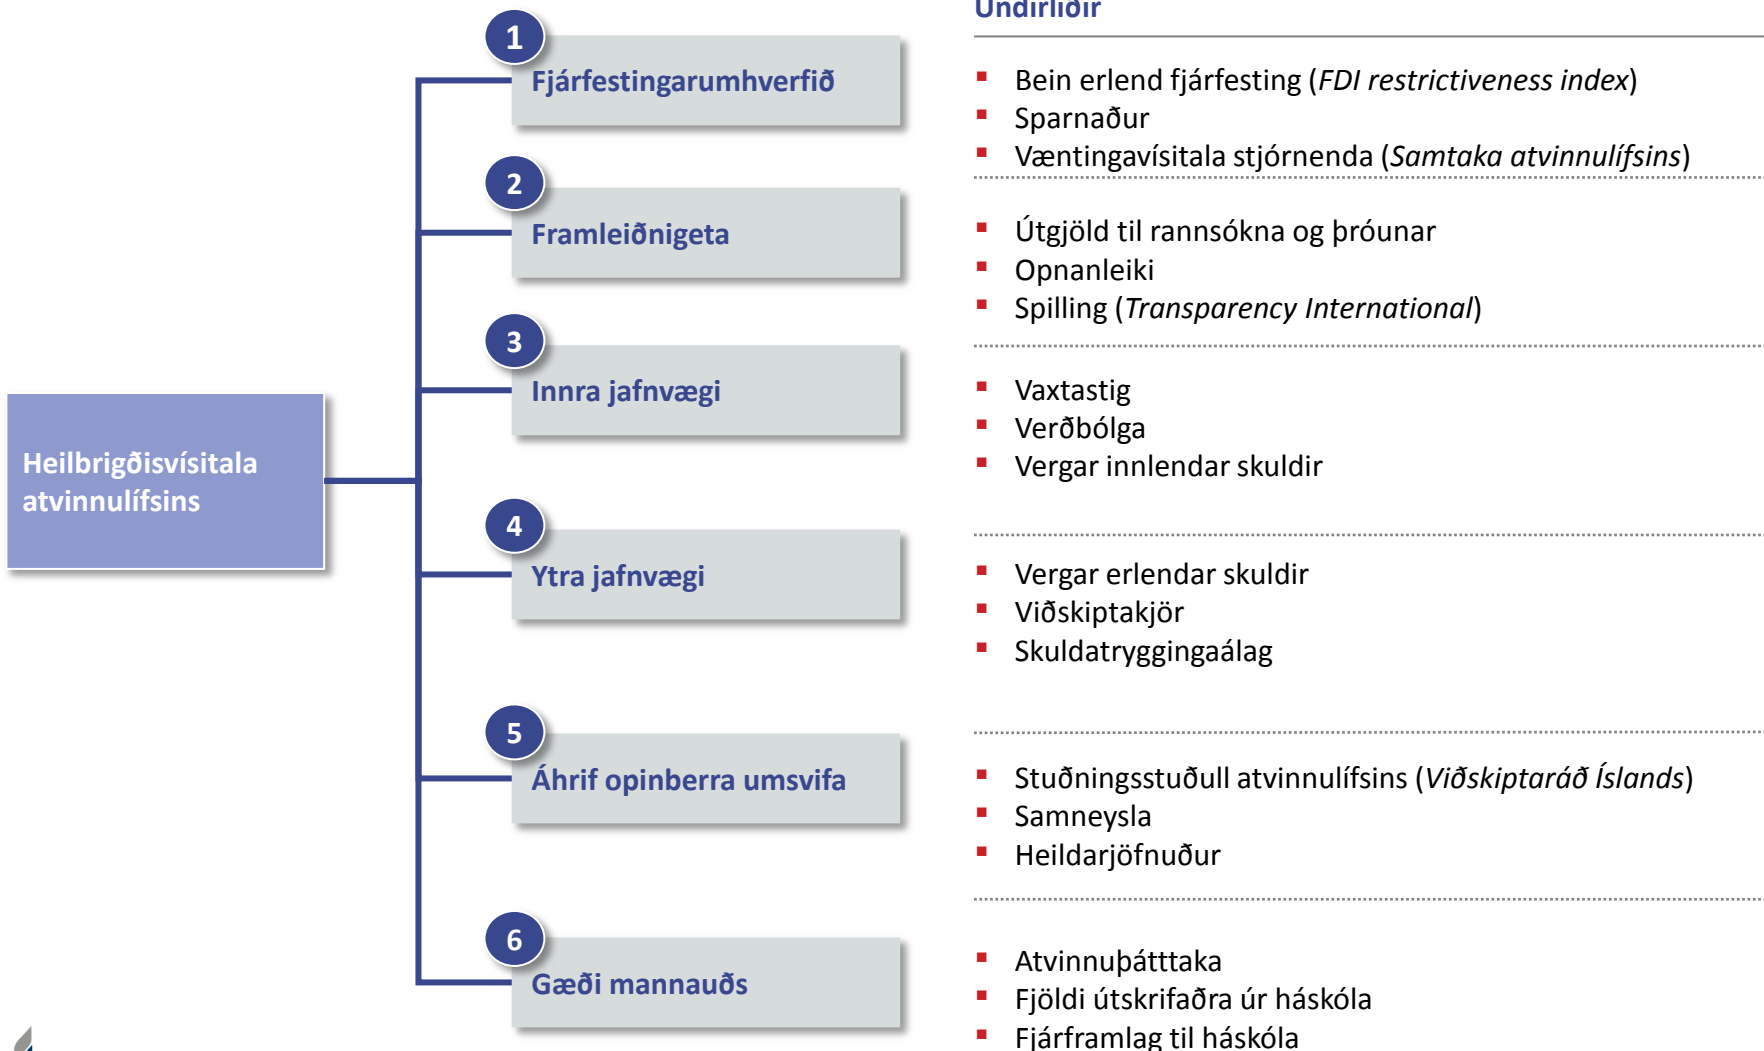 Undirliðir
1
Fjárfestingarumhverfið
Bein erlend fjárfesting (FDI restrictiveness index)
Sparnaður
Væntingavísitala stjórnenda (Samtaka atvinnulífsins)
2
Framleiðnigeta
Útgjöld til rannsókna og þróunar
Opnanleiki
Spilling (Transparency International)
3
Innra jafnvægi
Vaxtastig
Verðbólga
Vergar innlendar skuldir
Heilbrigðisvísitala
atvinnulífsins
4
Ytra jafnvægi
Vergar erlendar skuldir
Viðskiptakjör
Skuldatryggingaálag
5
Áhrif opinberra umsvifa
Stuðningsstuðull atvinnulífsins (Viðskiptaráð Íslands)
Samneysla
Heildarjöfnuður
6
Gæði mannauðs
Atvinnuþátttaka
Fjöldi útskrifaðra úr háskóla
Fjárframlag til háskóla